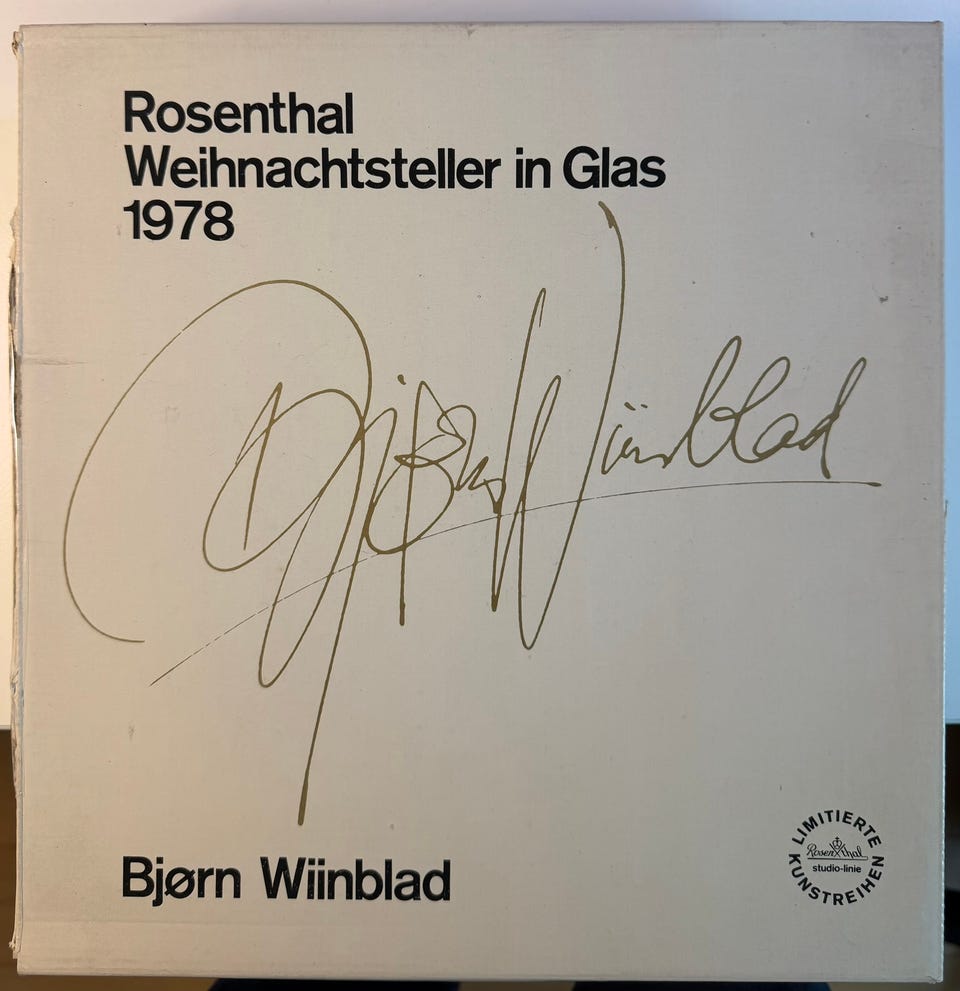 Rosenthal
Weihnachtsteller in Glas
1978
Bjørn Wiinblad
Bjørn Wiinblad
LIMITIERTE
Rosenthal
studio-linie
KUNSTREIHEN